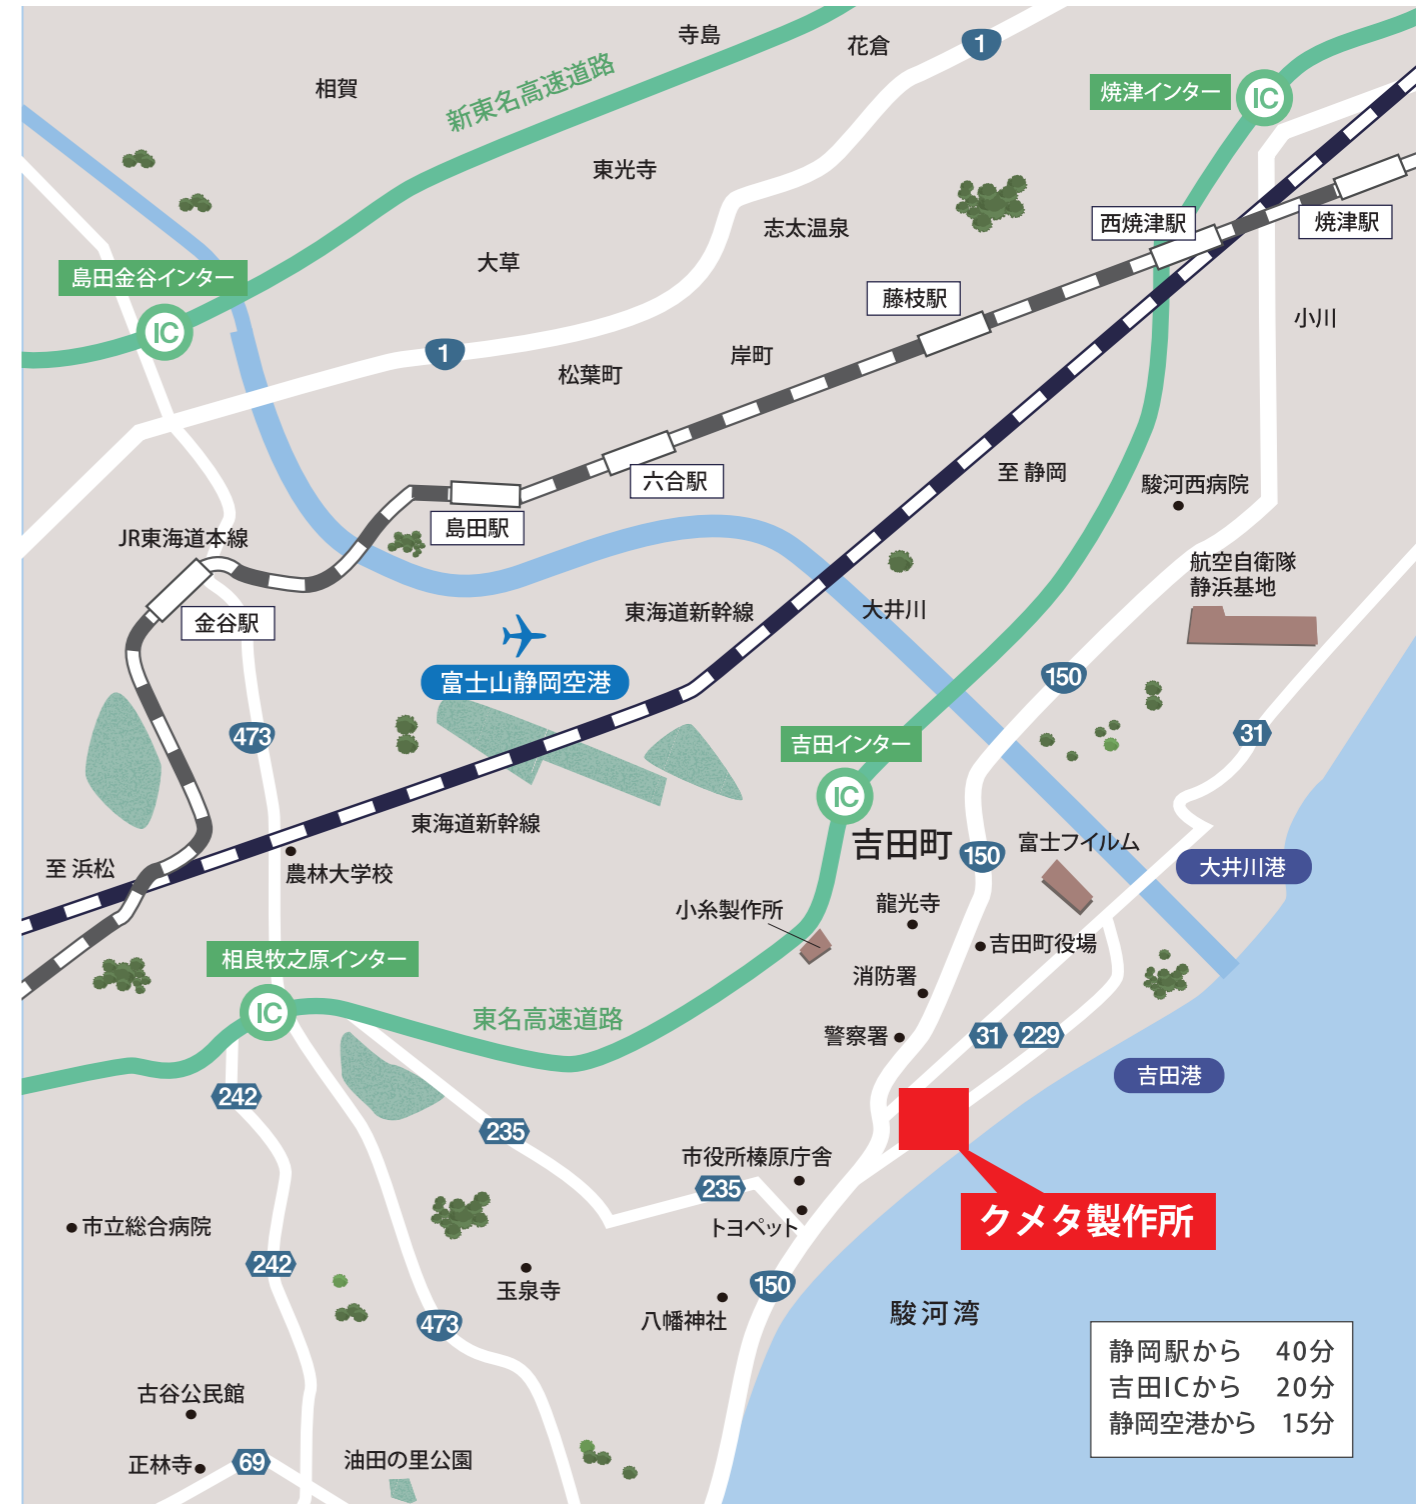 寺島
花倉
1
相賀
新東名高速道路
焼津インター
IC
東光寺
志太温泉
西焼津駅
焼津駅
大草
島田金谷インター
IC
藤枝駅
小川
1
岸町
松葉町
至 静岡
六合駅
駿河西病院
島田駅
JR東海道本線
航空自衛隊
静浜基地
金谷駅
東海道新幹線
大井川
富士山静岡空港
150
473
吉田インター
31
IC
東海道新幹線
吉田町
150
富士フイルム
至 浜松
農林大学校
大井川港
小糸製作所
龍光寺
吉田町役場
相良牧之原インター
消防署
IC
東名高速道路
警察署
31
229
吉田港
242
235
市役所榛原庁舎
235
クメタ製作所
市立総合病院
トヨペット
242
玉泉寺
150
八幡神社
駿河湾
473
静岡駅から 40分
吉田ICから 20分
静岡空港から 15分
古谷公民館
正林寺
69
油田の里公園